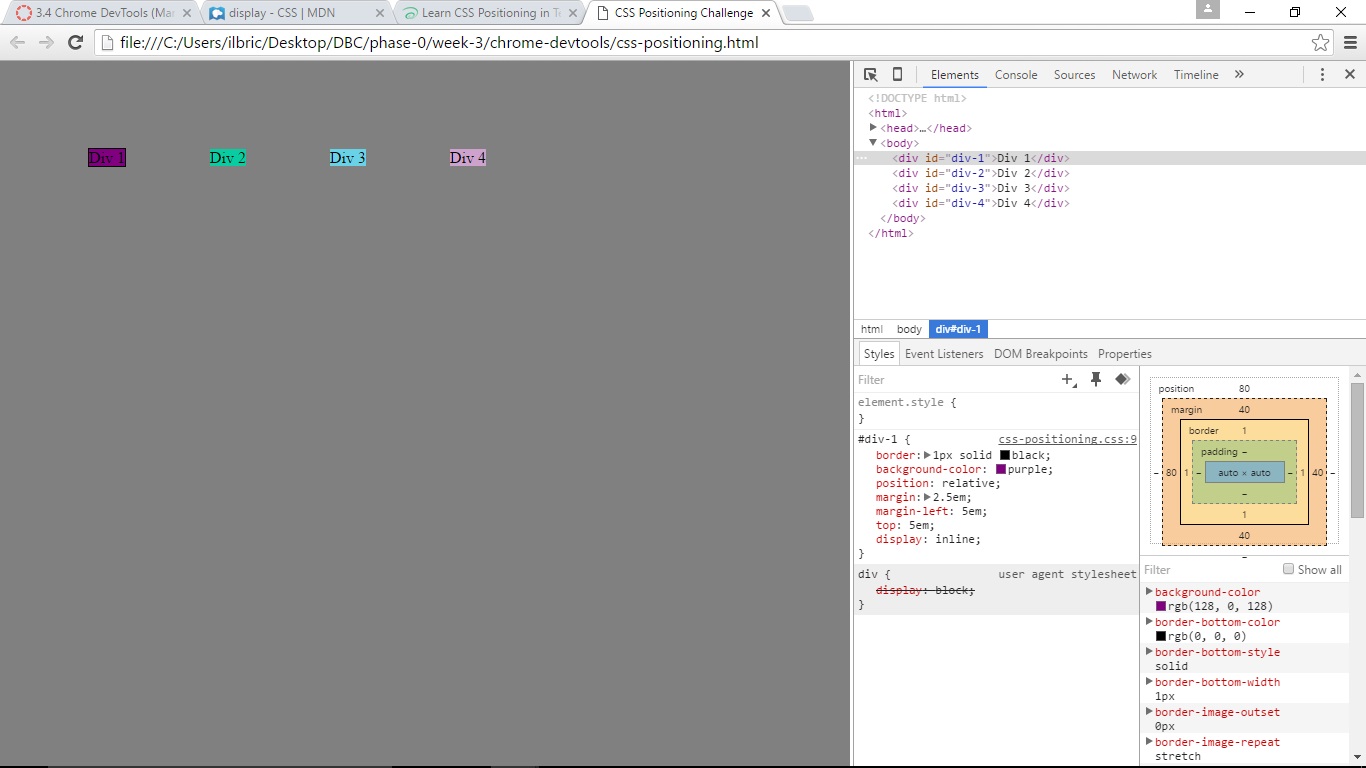 3.4 Chrome DevTools (Ma
display - CSS | MDN
Learn CSS Positioning in Te
CSS Positioning Challenge
file:///C:/Users/ilbric/Desktop/DBC/phase-0/week-3/chrome-devtools/css-positioning.html
Div 1 Div 2 Div 3 Div 4
Elements Console Sources Network Timeline »
<!DOCTYPE html>
<html>
<head>…</head>
<body>
<div id="div-1">Div 1</div>
<div id="div-2">Div 2</div>
<div id="div-3">Div 3</div>
<div id="div-4">Div 4</div>
</body>
</html>
html body div#div-1
Styles Event Listeners DOM Breakpoints Properties
Filter
element.style {
}
#div-1 { css-positioning.css:9
border: 1px solid black;
background-color: purple;
position: relative;
margin: 2.5em;
margin-left: 5em;
top: 5em;
display: inline;
}
div { user agent stylesheet
display: block;
}
position 80
margin 40
border 1
padding –
– 80 1 – auto × auto – 1 40 –
–
1
40
–
Filter Show all
background-color
rgb(128, 0, 128)
border-bottom-color
rgb(0, 0, 0)
border-bottom-style
solid
border-bottom-width
1px
border-image-outset
0px
border-image-repeat
stretch